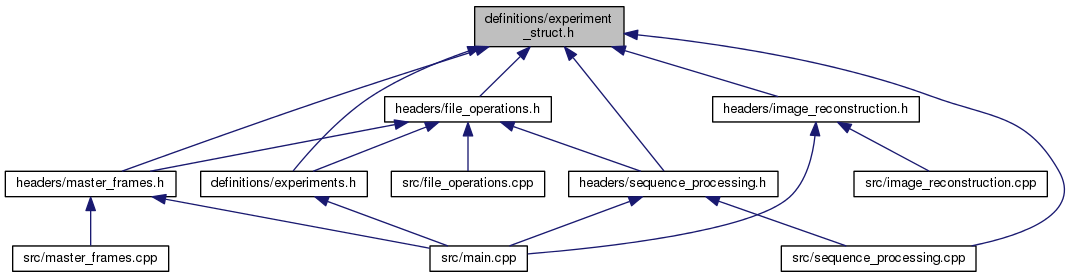 definitions/experiment
_struct.h
headers/file_operations.h
headers/image_reconstruction.h
headers/master_frames.h
definitions/experiments.h
src/file_operations.cpp
headers/sequence_processing.h
src/image_reconstruction.cpp
src/master_frames.cpp
src/main.cpp
src/sequence_processing.cpp